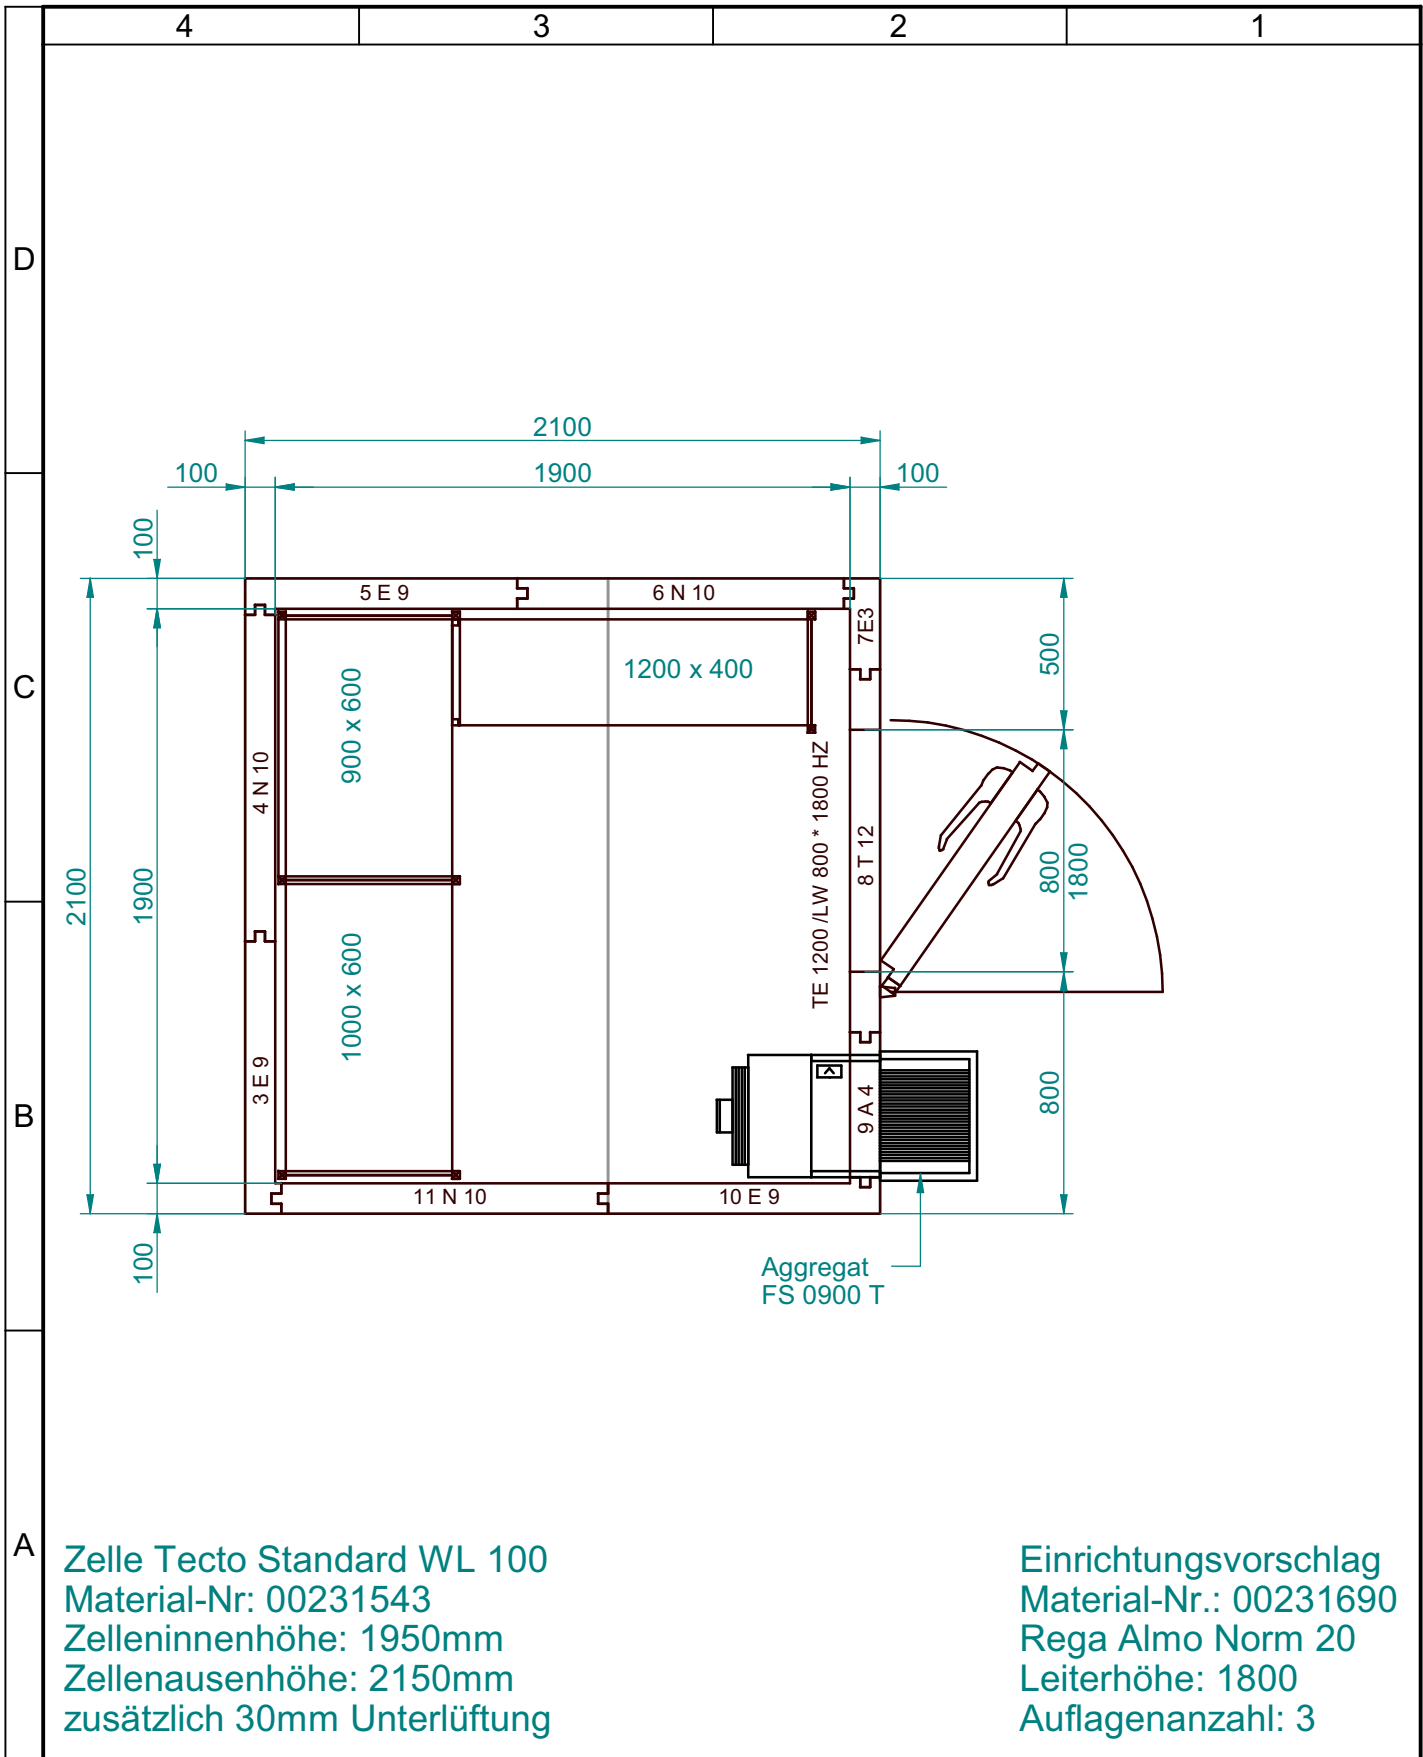 4
3
2
1
D
C
B
A
2100
100
1900
100
100
2100
1900
100
500
800
1800
800
5 E 9
6 N 10
7E3
4 N 10
3 E 9
8 T 12
9 A 4
11 N 10
10 E 9
900 x 600
1200 x 400
1000 x 600
TE 1200 /LW 800 * 1800 HZ
Aggregat
FS 0900 T
Zelle Tecto Standard WL 100
Material-Nr: 00231543
Zelleninnenhöhe: 1950mm
Zellenausenhöhe: 2150mm
zusätzlich 30mm Unterlüftung
Einrichtungsvorschlag
Material-Nr.: 00231690
Rega Almo Norm 20
Leiterhöhe: 1800
Auflagenanzahl: 3